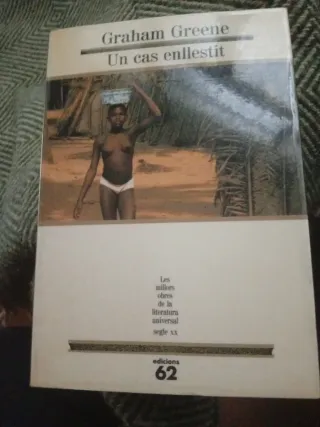 Graham Greene
Un cas enllestit
Les
millors
obres
de la
literatura
universal
segle XX
edicions
62